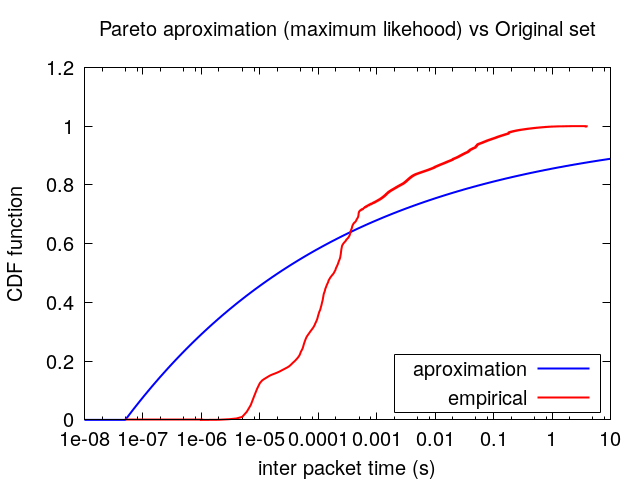 Pareto aproximation (maximum likehood) vs Original set
1.2
1
0.8
0.6
0.4
0.2
0
CDF function
aproximation
empirical
1e-08 1e-07 1e-06 1e-05 0.0001 0.001 0.01 0.1 1 10
inter packet time (s)